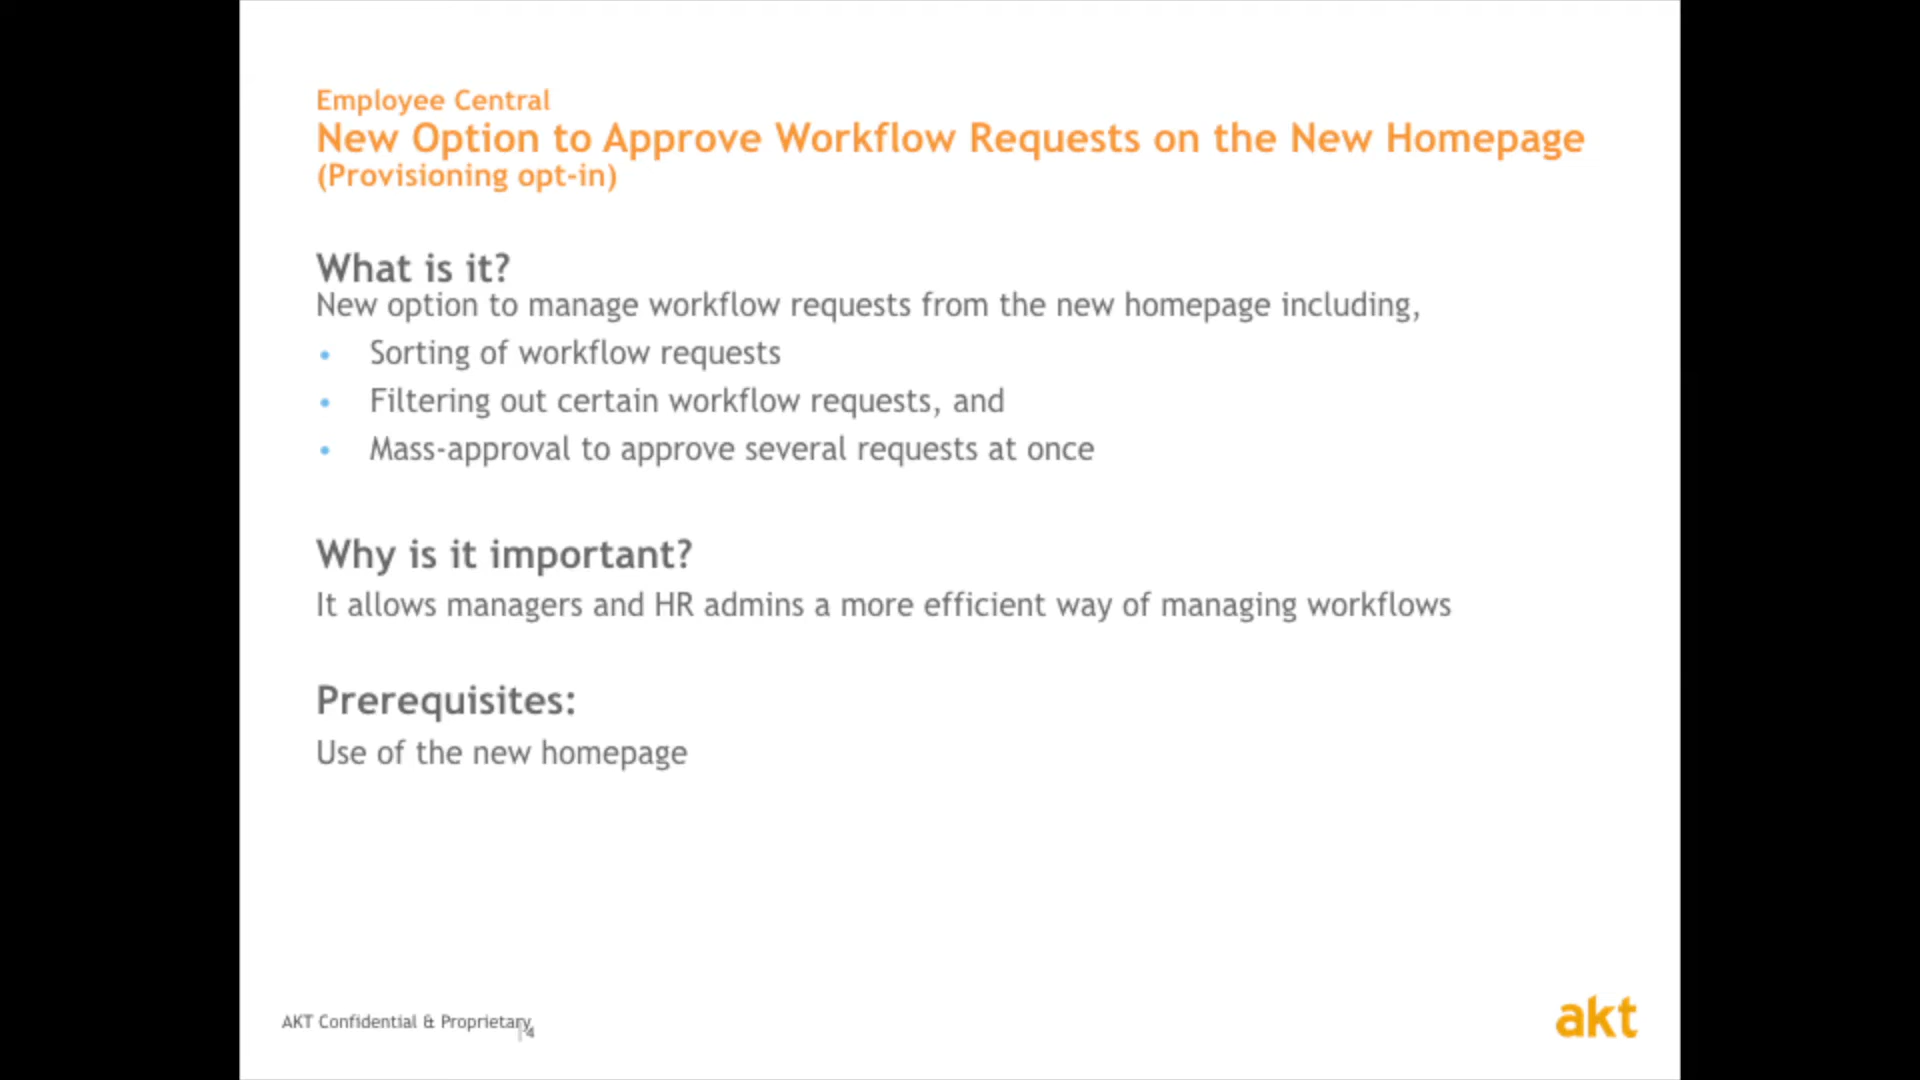 Employee Central
New Option to Approve Workflow Requests on the New Homepage
(Provisioning opt-in)
What is it?
New option to manage workflow requests from the new homepage including,
• Sorting of workflow requests
• Filtering out certain workflow requests, and
• Mass-approval to approve several requests at once
Why is it important?
It allows managers and HR admins a more efficient way of managing workflows
Prerequisites:
Use of the new homepage
AKT Confidential & Proprietary
| 4
akt